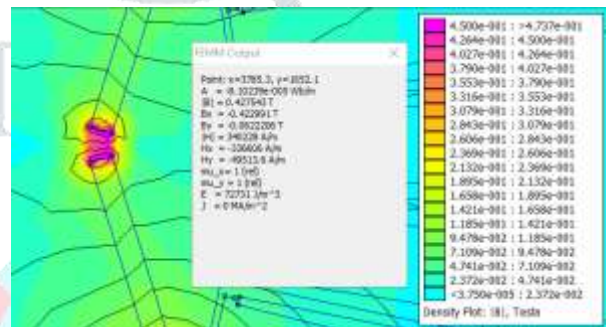 FEMM Output
Point: x=3785.3, y=1052.1
A = -8.10239e-005 Wb/m
|B| = 0.427543 T
Bx = -0.422991 T
By = -0.0622206 T
|H| = 340228 A/m
Hx = -336606 A/m
Hy = -49513.6 A/m
mu_x= 1 (rel)
mu_y = 1 (rel)
E = 72731 J/m^3
J = 0 MA/m^2
4.500e-001 : >4.737e-001
4.264e-001 : 4.500e-001
4.027e-001 : 4.264e-001
3.790e-001 : 4.027e-001
3.553e-001 : 3.790e-001
3.316e-001 : 3.553e-001
3.079e-001 : 3.316e-001
2.843e-001 : 3.079e-001
2.606e-001 : 2.843e-001
2.369e-001 : 2.606e-001
2.132e-001 : 2.369e-001
1.895e-001 : 2.132e-001
1.658e-001 : 1.895e-001
1.421e-001 : 1.658e-001
1.185e-001 : 1.421e-001
9.478e-002 : 1.185e-001
7.109e-002 : 9.478e-002
4.741e-002 : 7.109e-002
2.372e-002 : 4.741e-002
<3.750e-005 : 2.372e-002
Density Plot: |B|, Tesla